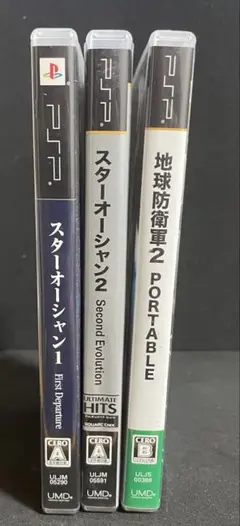 PSP
スターオーシャン1 First Departure
CERO
A
ULJM
05290
UMD
PSP
スターオーシャン2 Second Evolution
ULTIMATE
HITS
SQUARE ENIX
CERO
A
ULJM
05591
UMD
PSP
地球防衛軍2 PORTABLE
CERO
B
ULJS
00388
UMD